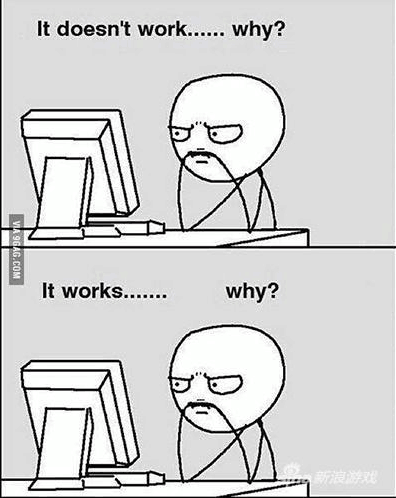 It doesn't work...... why?
VIA 9GAG.COM
It works....... why?
新浪游戏